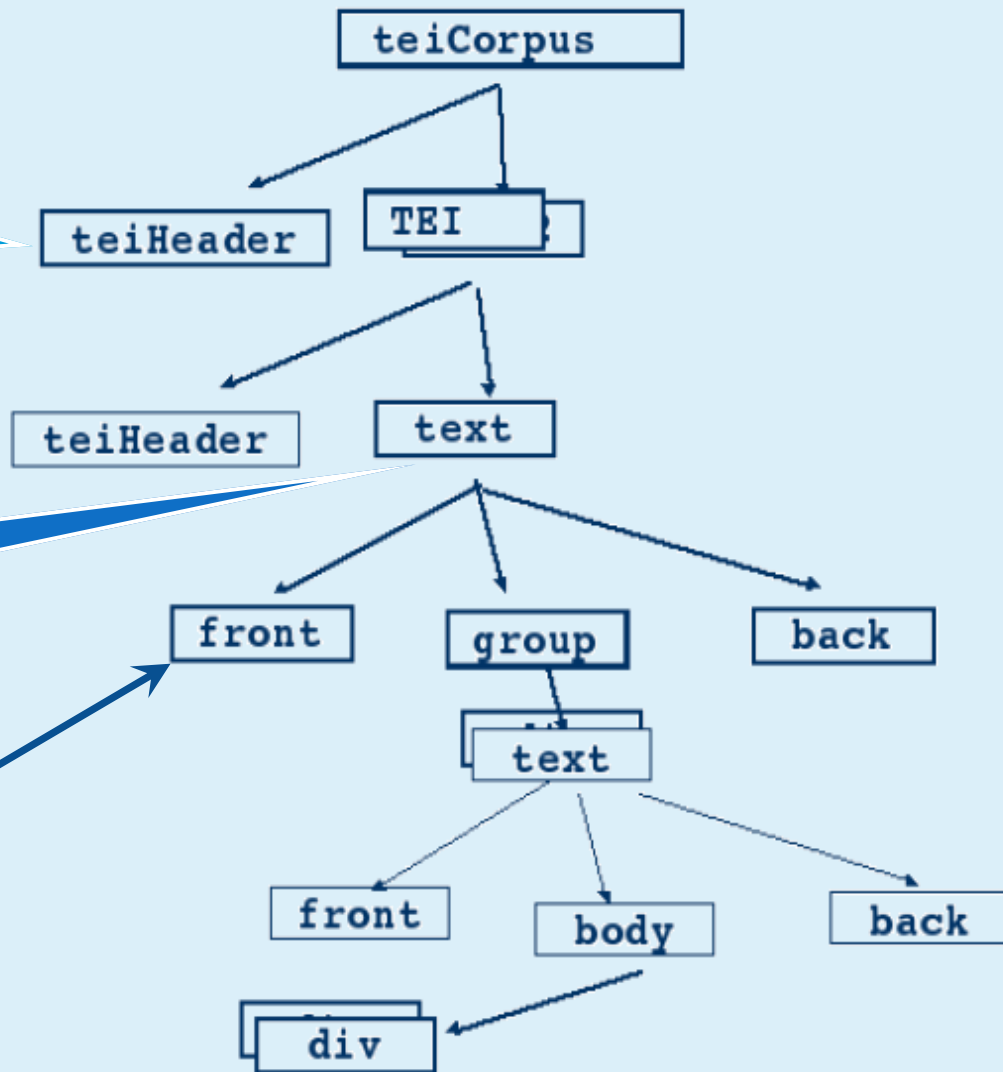 teiCorpus
teiHeader
TEI
teiHeader
text
front
group
back
text
front
body
back
div